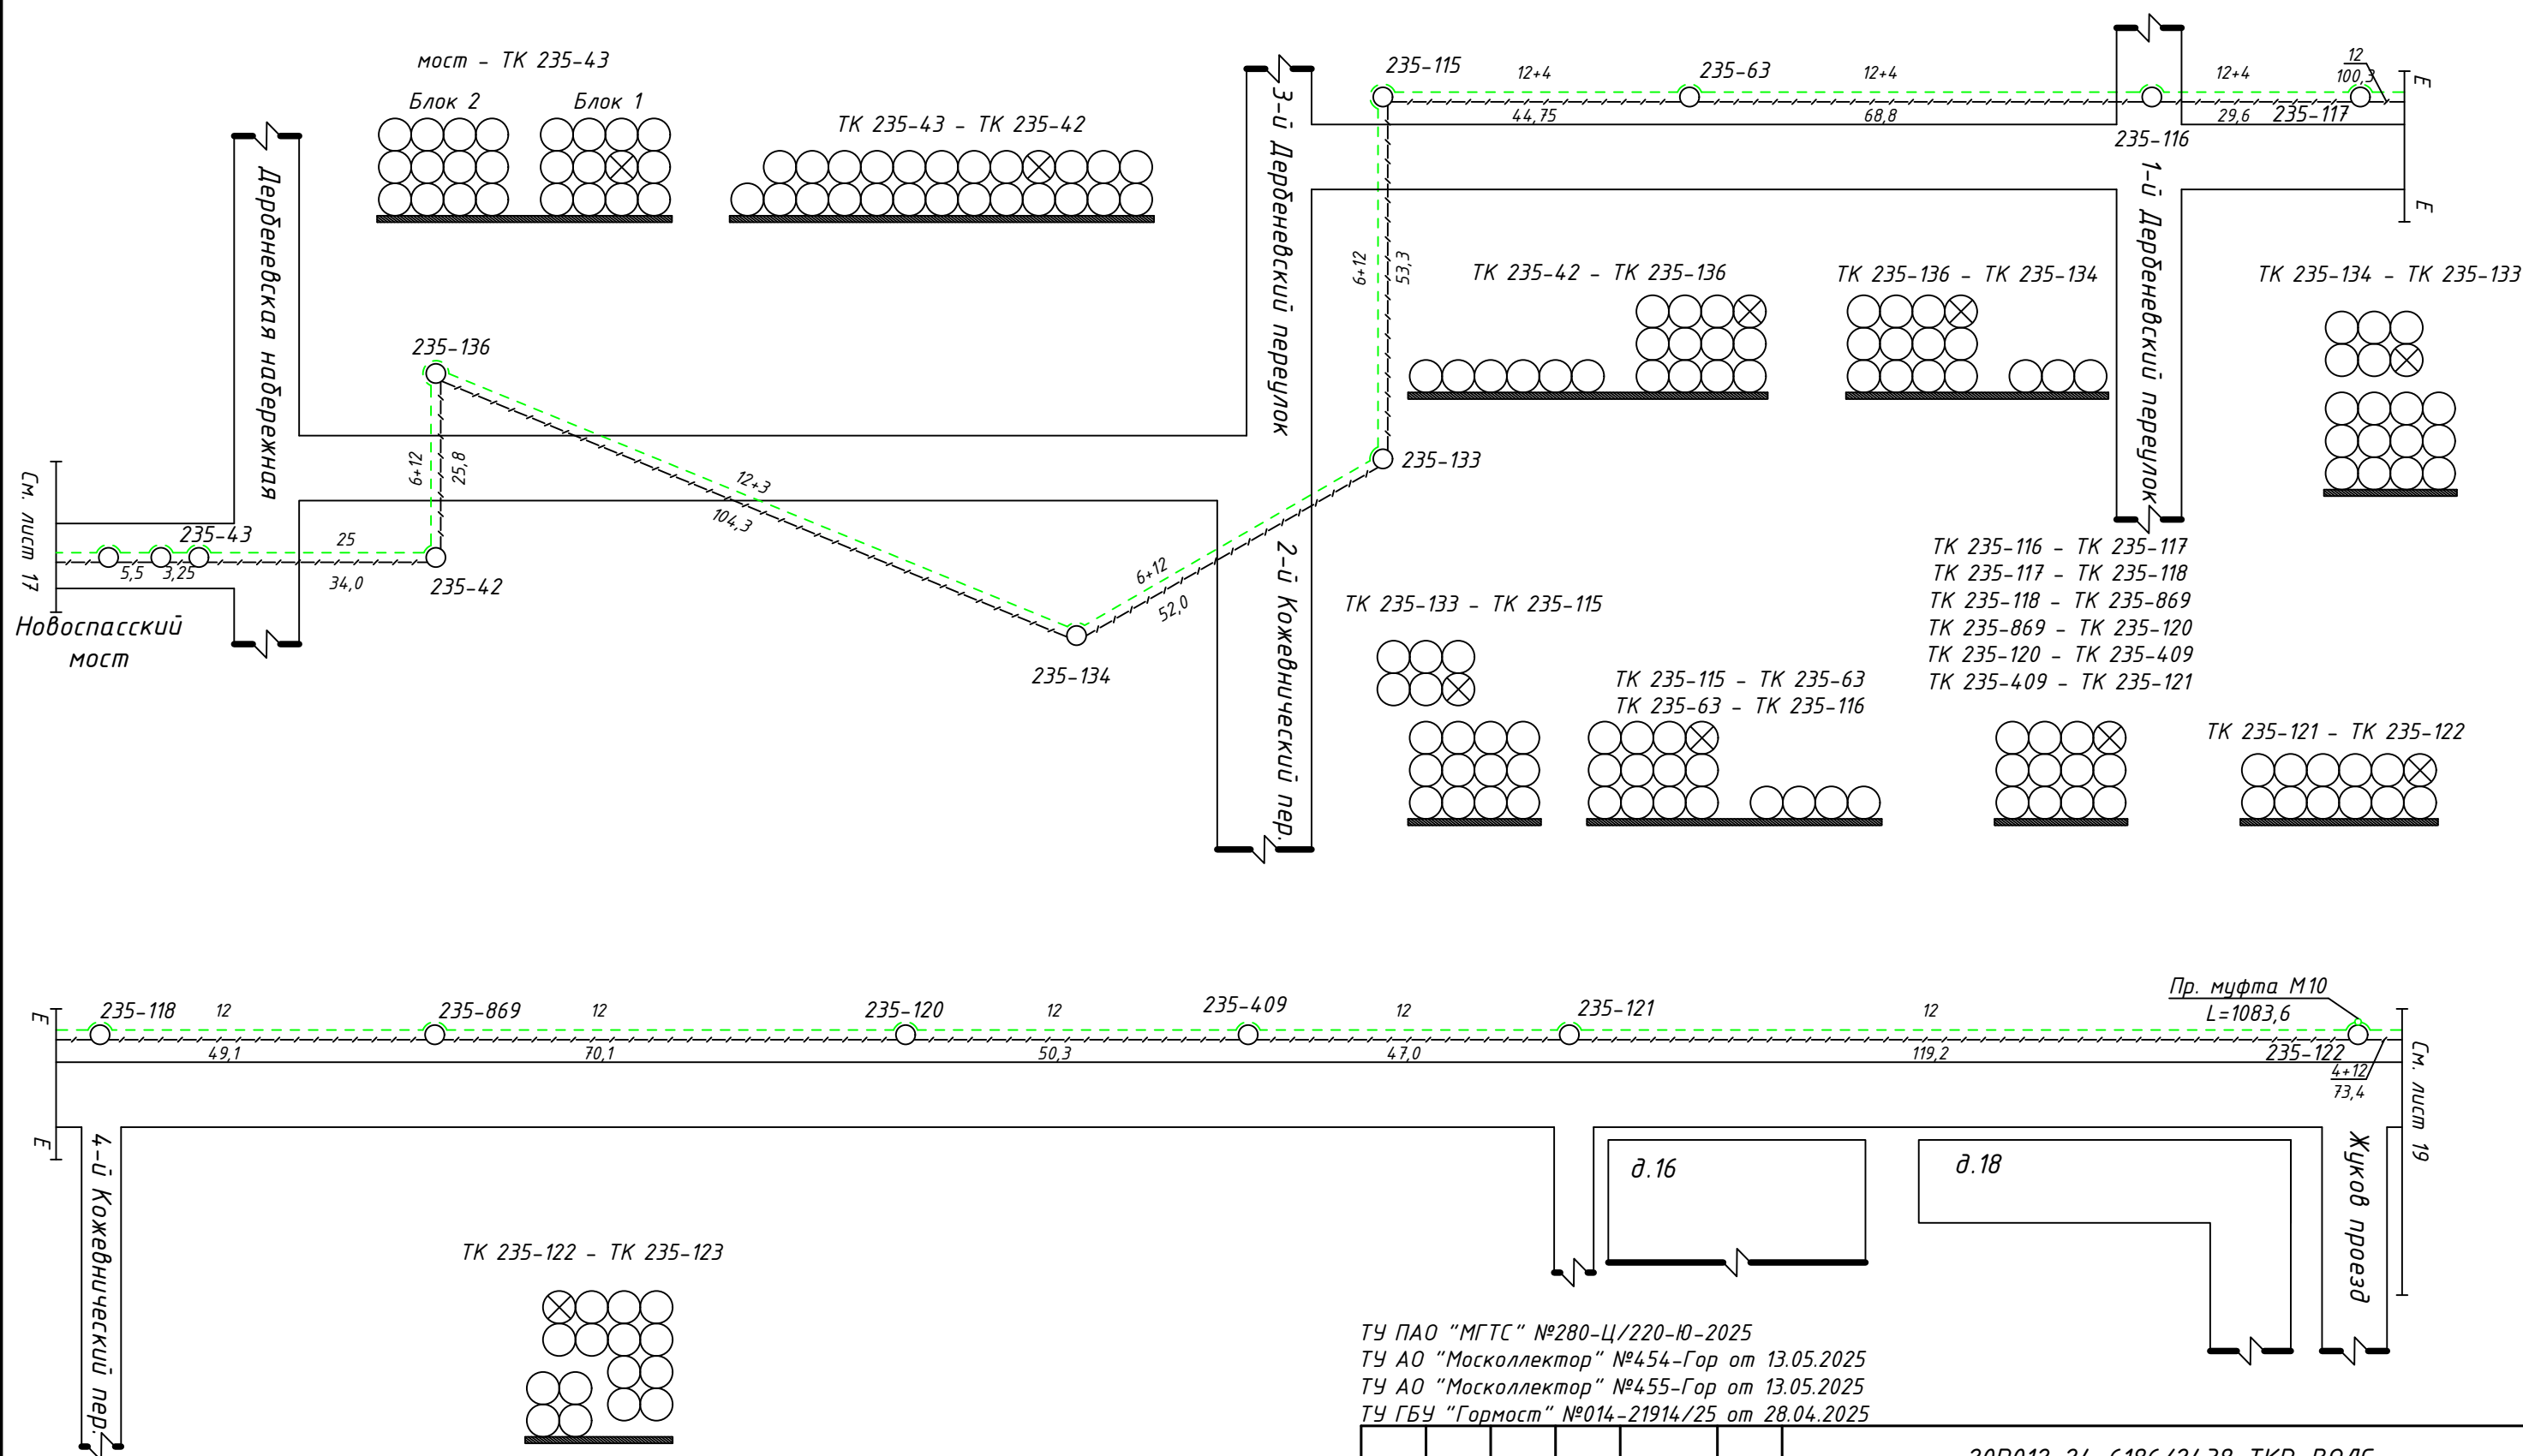 мост - ТК 235-43
Блок 2
Блок 1
ТК 235-43 - ТК 235-42
Дербеневская набережная
3-й Дербеневский переулок
235-115
12+4
44,75
235-63
12+4
68,8
235-116
12+4
29,6
235-117
12
100,3
Е
Е
1-й Дербеневский переулок
6+12
53,3
ТК 235-42 - ТК 235-136
ТК 235-136 - ТК 235-134
ТК 235-134 - ТК 235-133
235-136
6+12
25,8
12+3
104,3
235-133
См. лист 17
235-43
5,5
3,25
25
34,0
235-42
Новоспасский
мост
6+12
52,0
235-134
2-й Кожевнический пер.
ТК 235-133 - ТК 235-115
ТК 235-115 - ТК 235-63
ТК 235-63 - ТК 235-116
ТК 235-116 - ТК 235-117
ТК 235-117 - ТК 235-118
ТК 235-118 - ТК 235-869
ТК 235-869 - ТК 235-120
ТК 235-120 - ТК 235-409
ТК 235-409 - ТК 235-121
ТК 235-121 - ТК 235-122
Е
Е
235-118
12
49,1
235-869
12
70,1
235-120
12
50,3
235-409
12
47,0
235-121
12
119,2
Пр. муфта М10
L=1083,6
235-122
4+12
73,4
См. лист 19
4-й Кожевнический пер.
д.16
д.18
Жуков проезд
ТК 235-122 - ТК 235-123
ТУ ПАО "МГТС" №280-Ц/220-Ю-2025
ТУ АО "Москоллектор" №454-Гор от 13.05.2025
ТУ АО "Москоллектор" №455-Гор от 13.05.2025
ТУ ГБУ "Гормост" №014-21914/25 от 28.04.2025